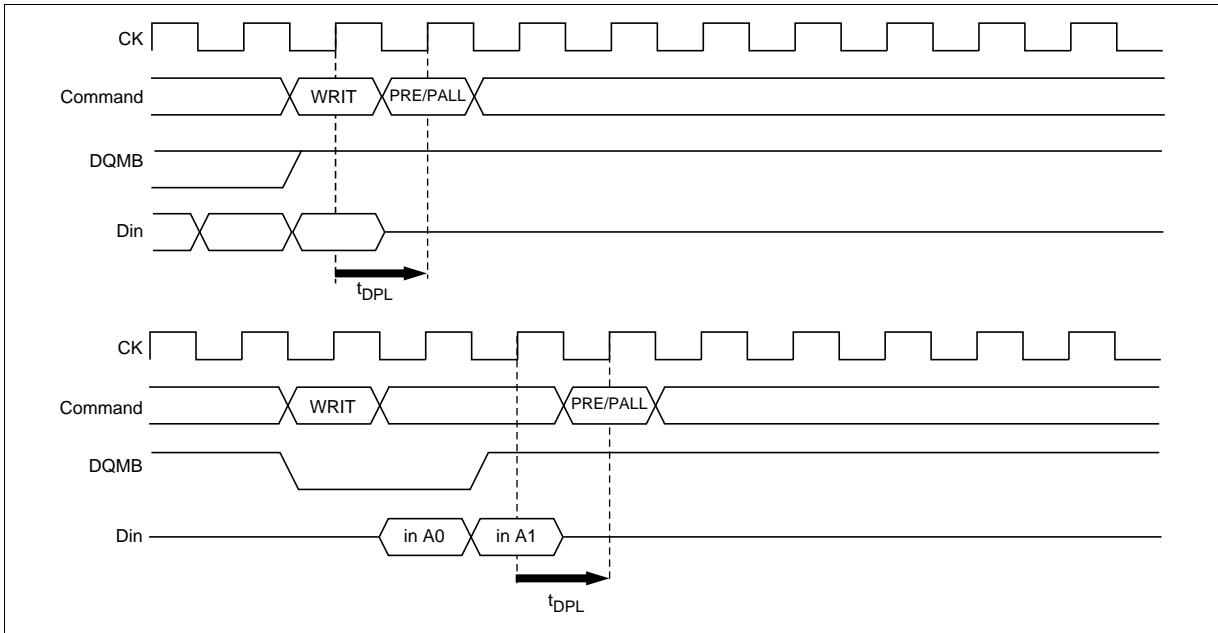 CK
Command WRIT PRE/PALL
DQMB
Din
tDPL
CK
Command WRIT PRE/PALL
DQMB
Din in A0 in A1
tDPL